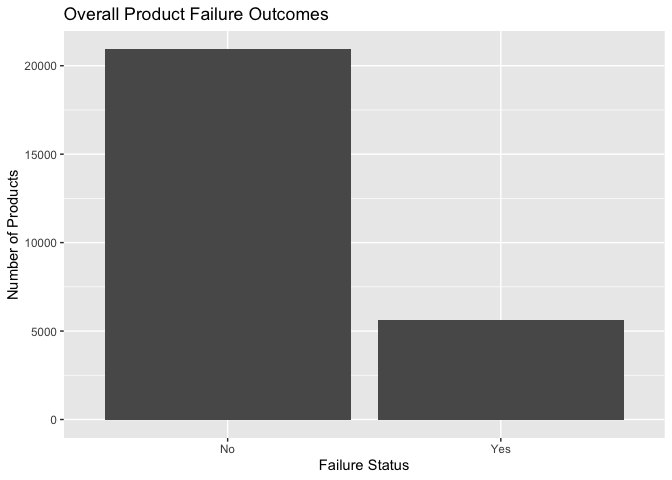 Overall Product Failure Outcomes
Number of Products
20000
15000
10000
5000
0
No
Yes
Failure Status